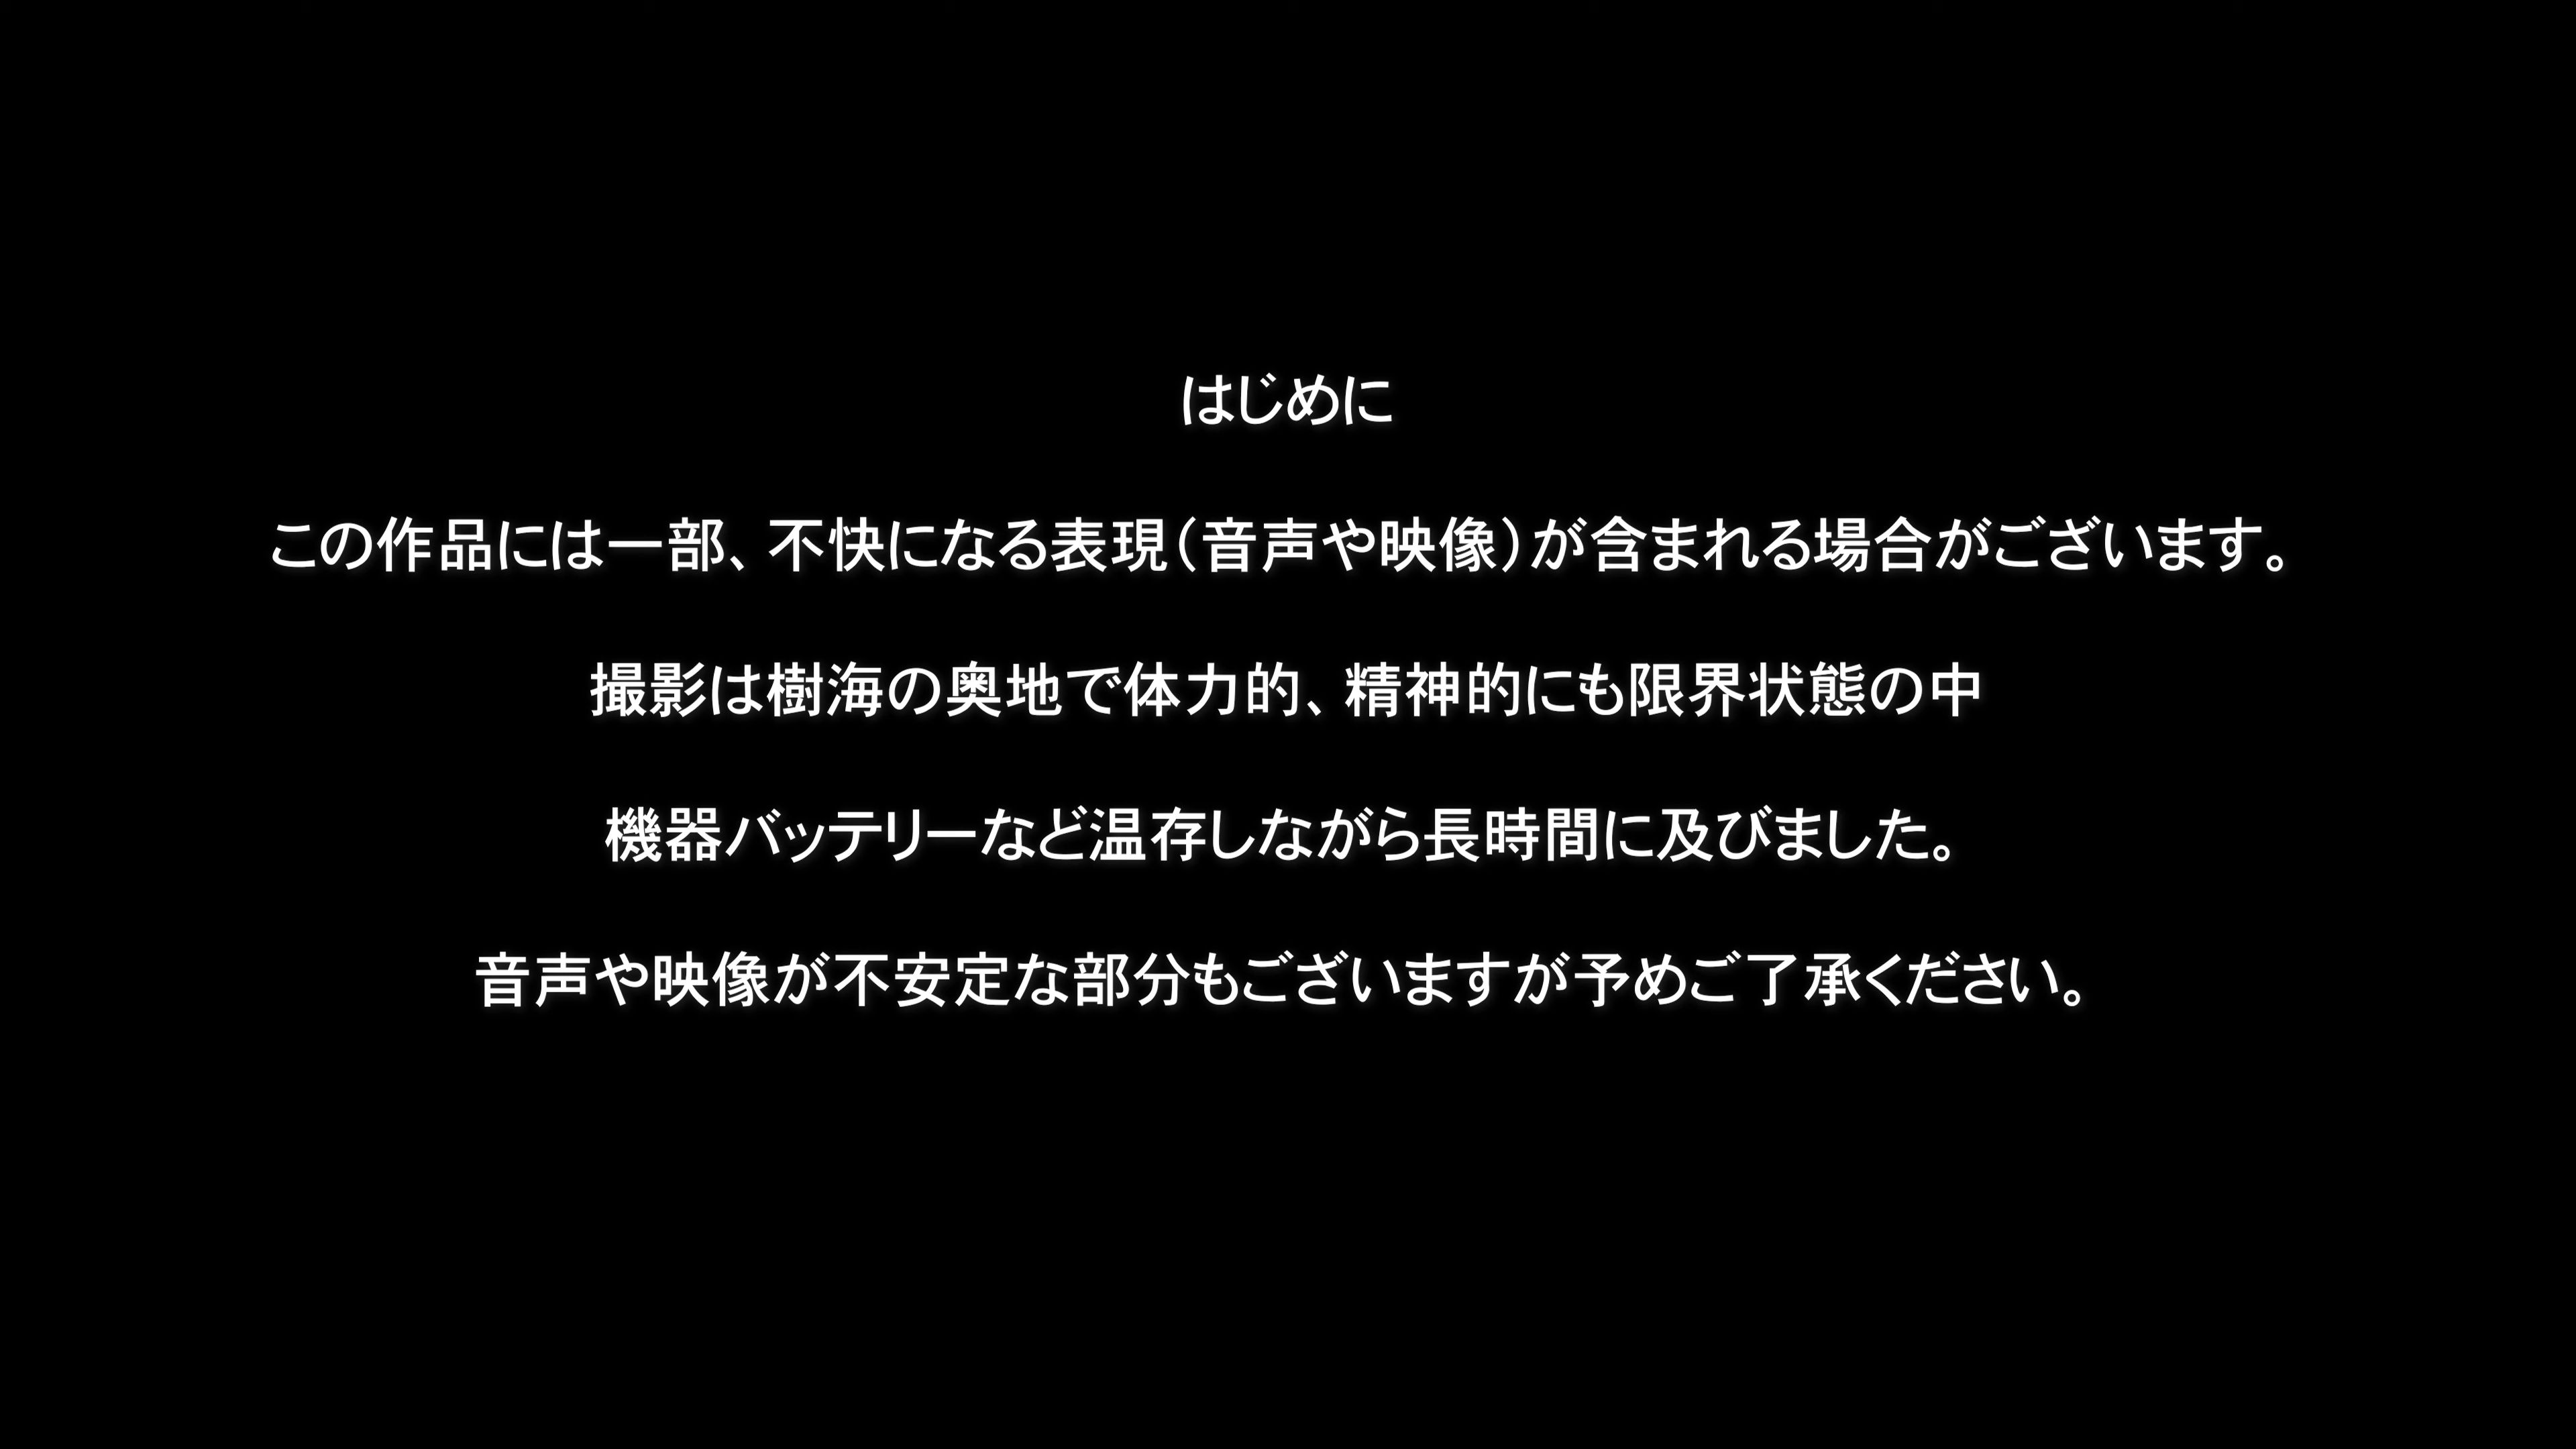 はじめに
この作品には一部、不快になる表現（音声や映像）が含まれる場合がございます。
撮影は樹海の奥地で体力的、精神的にも限界状態の中
機器バッテリーなど温存しながら長時間に及びました。
音声や映像が不安定な部分もございますが予めご了承ください。